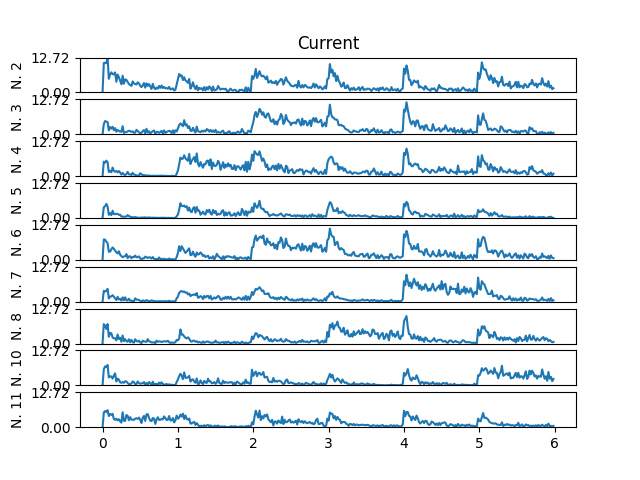 Current
12.72
0.00
N. 2
12.72
0.00
N. 3
12.72
0.00
N. 4
12.72
0.00
N. 5
12.72
0.00
N. 6
12.72
0.00
N. 7
12.72
0.00
N. 8
12.72
0.00
N. 10
12.72
0.00
N. 11
0 1 2 3 4 5 6